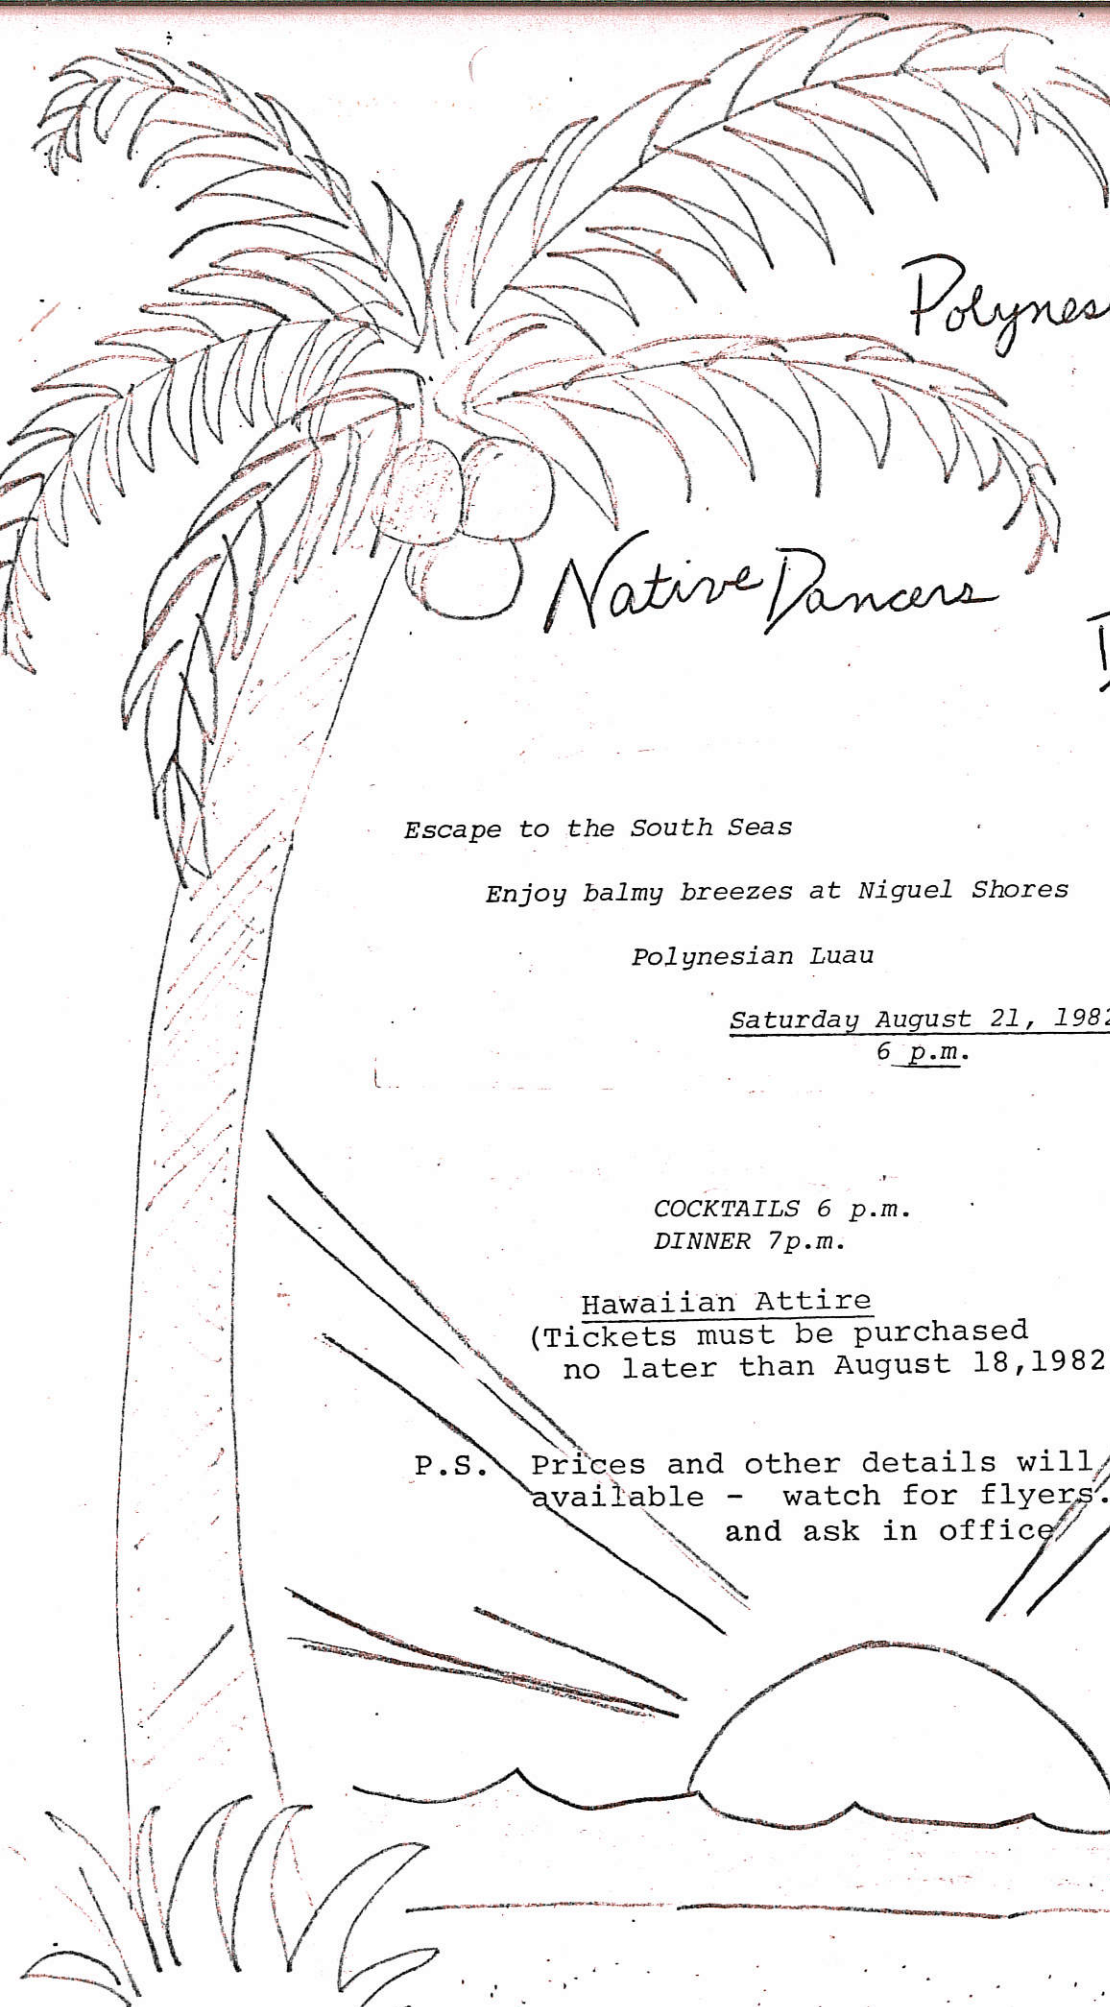 Polynes
Native Dancers
Escape to the South Seas
Enjoy balmy breezes at Niguel Shores
Polynesian Luau
Saturday August 21, 1982
6 p.m.
COCKTAILS 6 p.m.
DINNER 7p.m.
Hawaiian Attire
(Tickets must be purchased
no later than August 18,1982
P.S. Prices and other details will
available - watch for flyers.
and ask in office